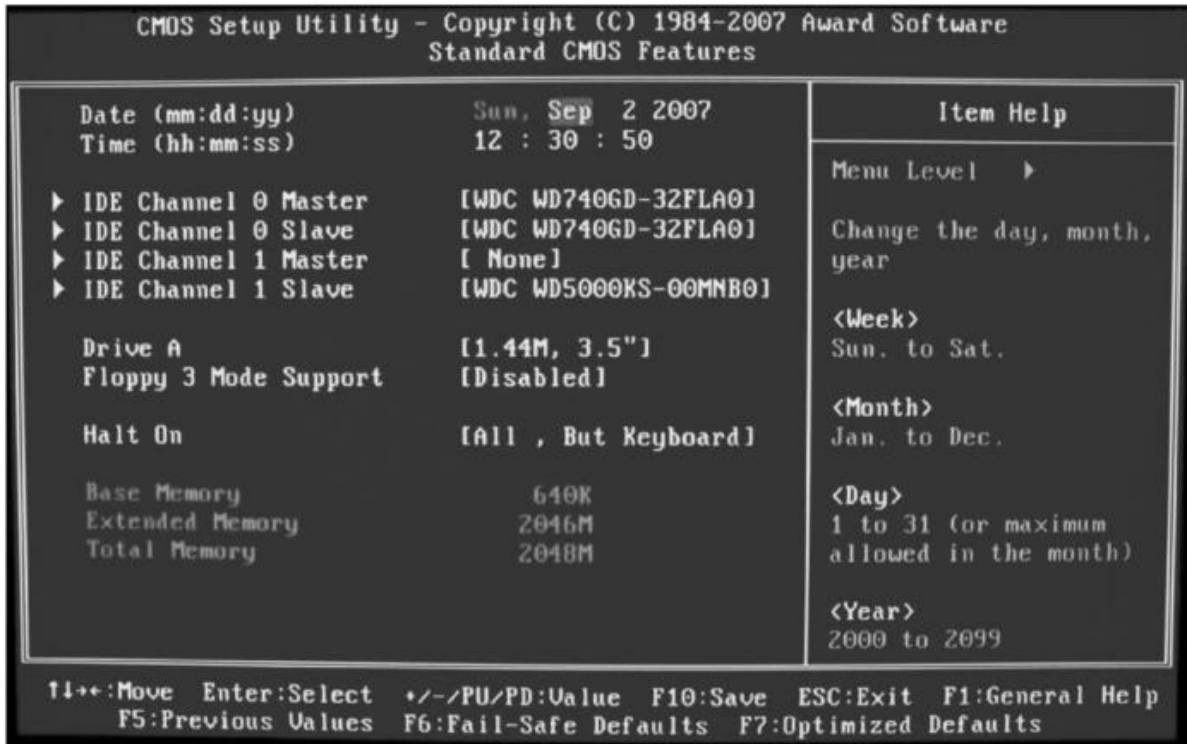 CMOS Setup Utility - Copyright (C) 1984-2007 Award Software
Standard CMOS Features
Date (mm:dd:yy) Sun, Sep 2 2007
Time (hh:mm:ss) 12 : 30 : 50
▶ IDE Channel 0 Master [WDC WD740GD-32FLA0]
▶ IDE Channel 0 Slave [WDC WD740GD-32FLA0]
▶ IDE Channel 1 Master [ None]
▶ IDE Channel 1 Slave [WDC WD5000KS-00MNB0]
Drive A [1.44M, 3.5"]
Floppy 3 Mode Support [Disabled]
Halt On [All , But Keyboard]
Base Memory 640K
Extended Memory 2046M
Total Memory 2048M
Item Help
Menu Level ▶
Change the day, month,
year
<Week>
Sun. to Sat.
<Month>
Jan. to Dec.
<Day>
1 to 31 (or maximum
allowed in the month)
<Year>
2000 to 2099
↑↓→←:Move Enter:Select +/-/PU/PD:Value F10:Save ESC:Exit F1:General Help
F5:Previous Values F6:Fail-Safe Defaults F7:Optimized Defaults